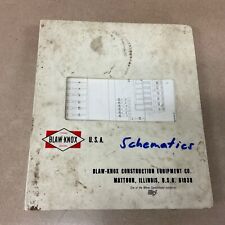 BLAW-KNOX
U.S.A.
Schematics
BLAW-KNOX CONSTRUCTION EQUIPMENT CO.
MATTOON, ILLINOIS, U.S.A. 61938